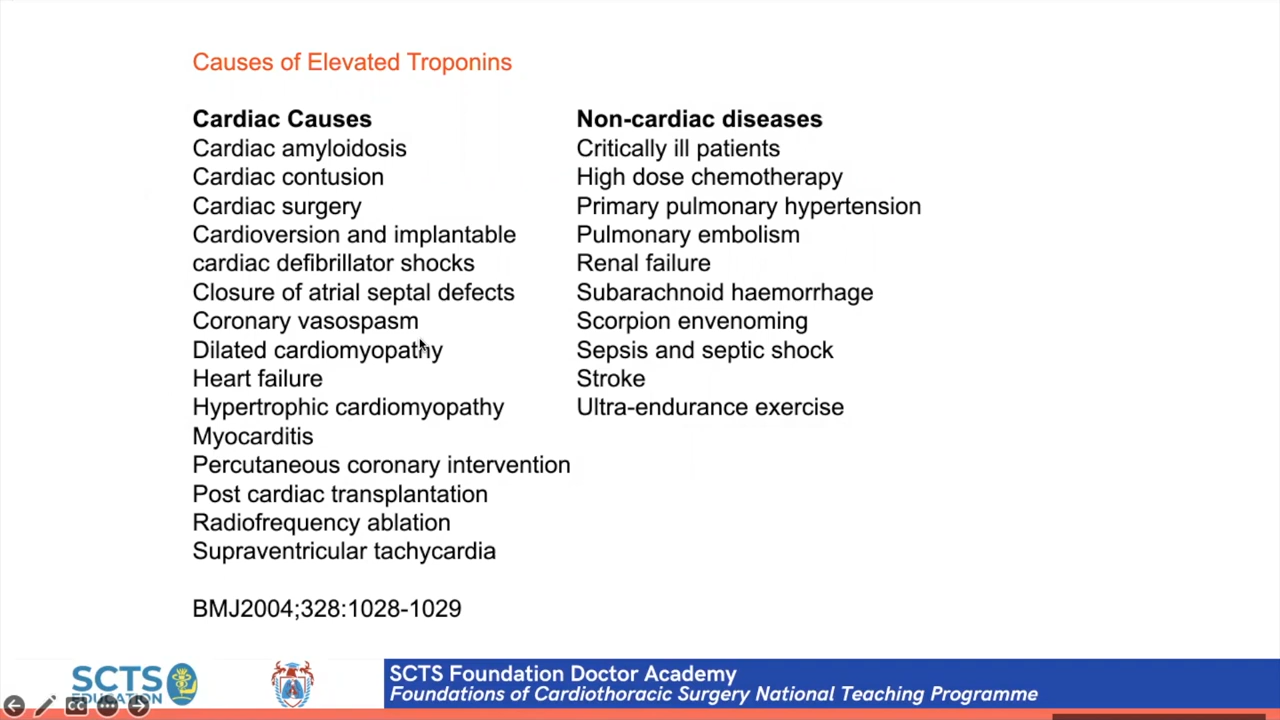 Causes of Elevated Troponins
Cardiac Causes
Cardiac amyloidosis
Cardiac contusion
Cardiac surgery
Cardioversion and implantable
cardiac defibrillator shocks
Closure of atrial septal defects
Coronary vasospasm
Dilated cardiomyopathy
Heart failure
Hypertrophic cardiomyopathy
Myocarditis
Percutaneous coronary intervention
Post cardiac transplantation
Radiofrequency ablation
Supraventricular tachycardia
Non-cardiac diseases
Critically ill patients
High dose chemotherapy
Primary pulmonary hypertension
Pulmonary embolism
Renal failure
Subarachnoid haemorrhage
Scorpion envenoming
Sepsis and septic shock
Stroke
Ultra-endurance exercise
BMJ2004;328:1028-1029
SCTS
EDUCATION
SCTS Foundation Doctor Academy
Foundations of Cardiothoracic Surgery National Teaching Programme
CC